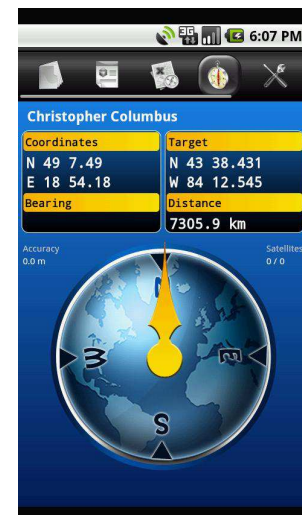 3G
6:07 PM
Christopher Columbus
Coordinates
N 49 7.49
E 18 54.18
Bearing
Target
N 43 38.431
W 84 12.545
Distance
7305.9 km
Accuracy
0.0 m
Satellites
0 / 0
N
W
E
S